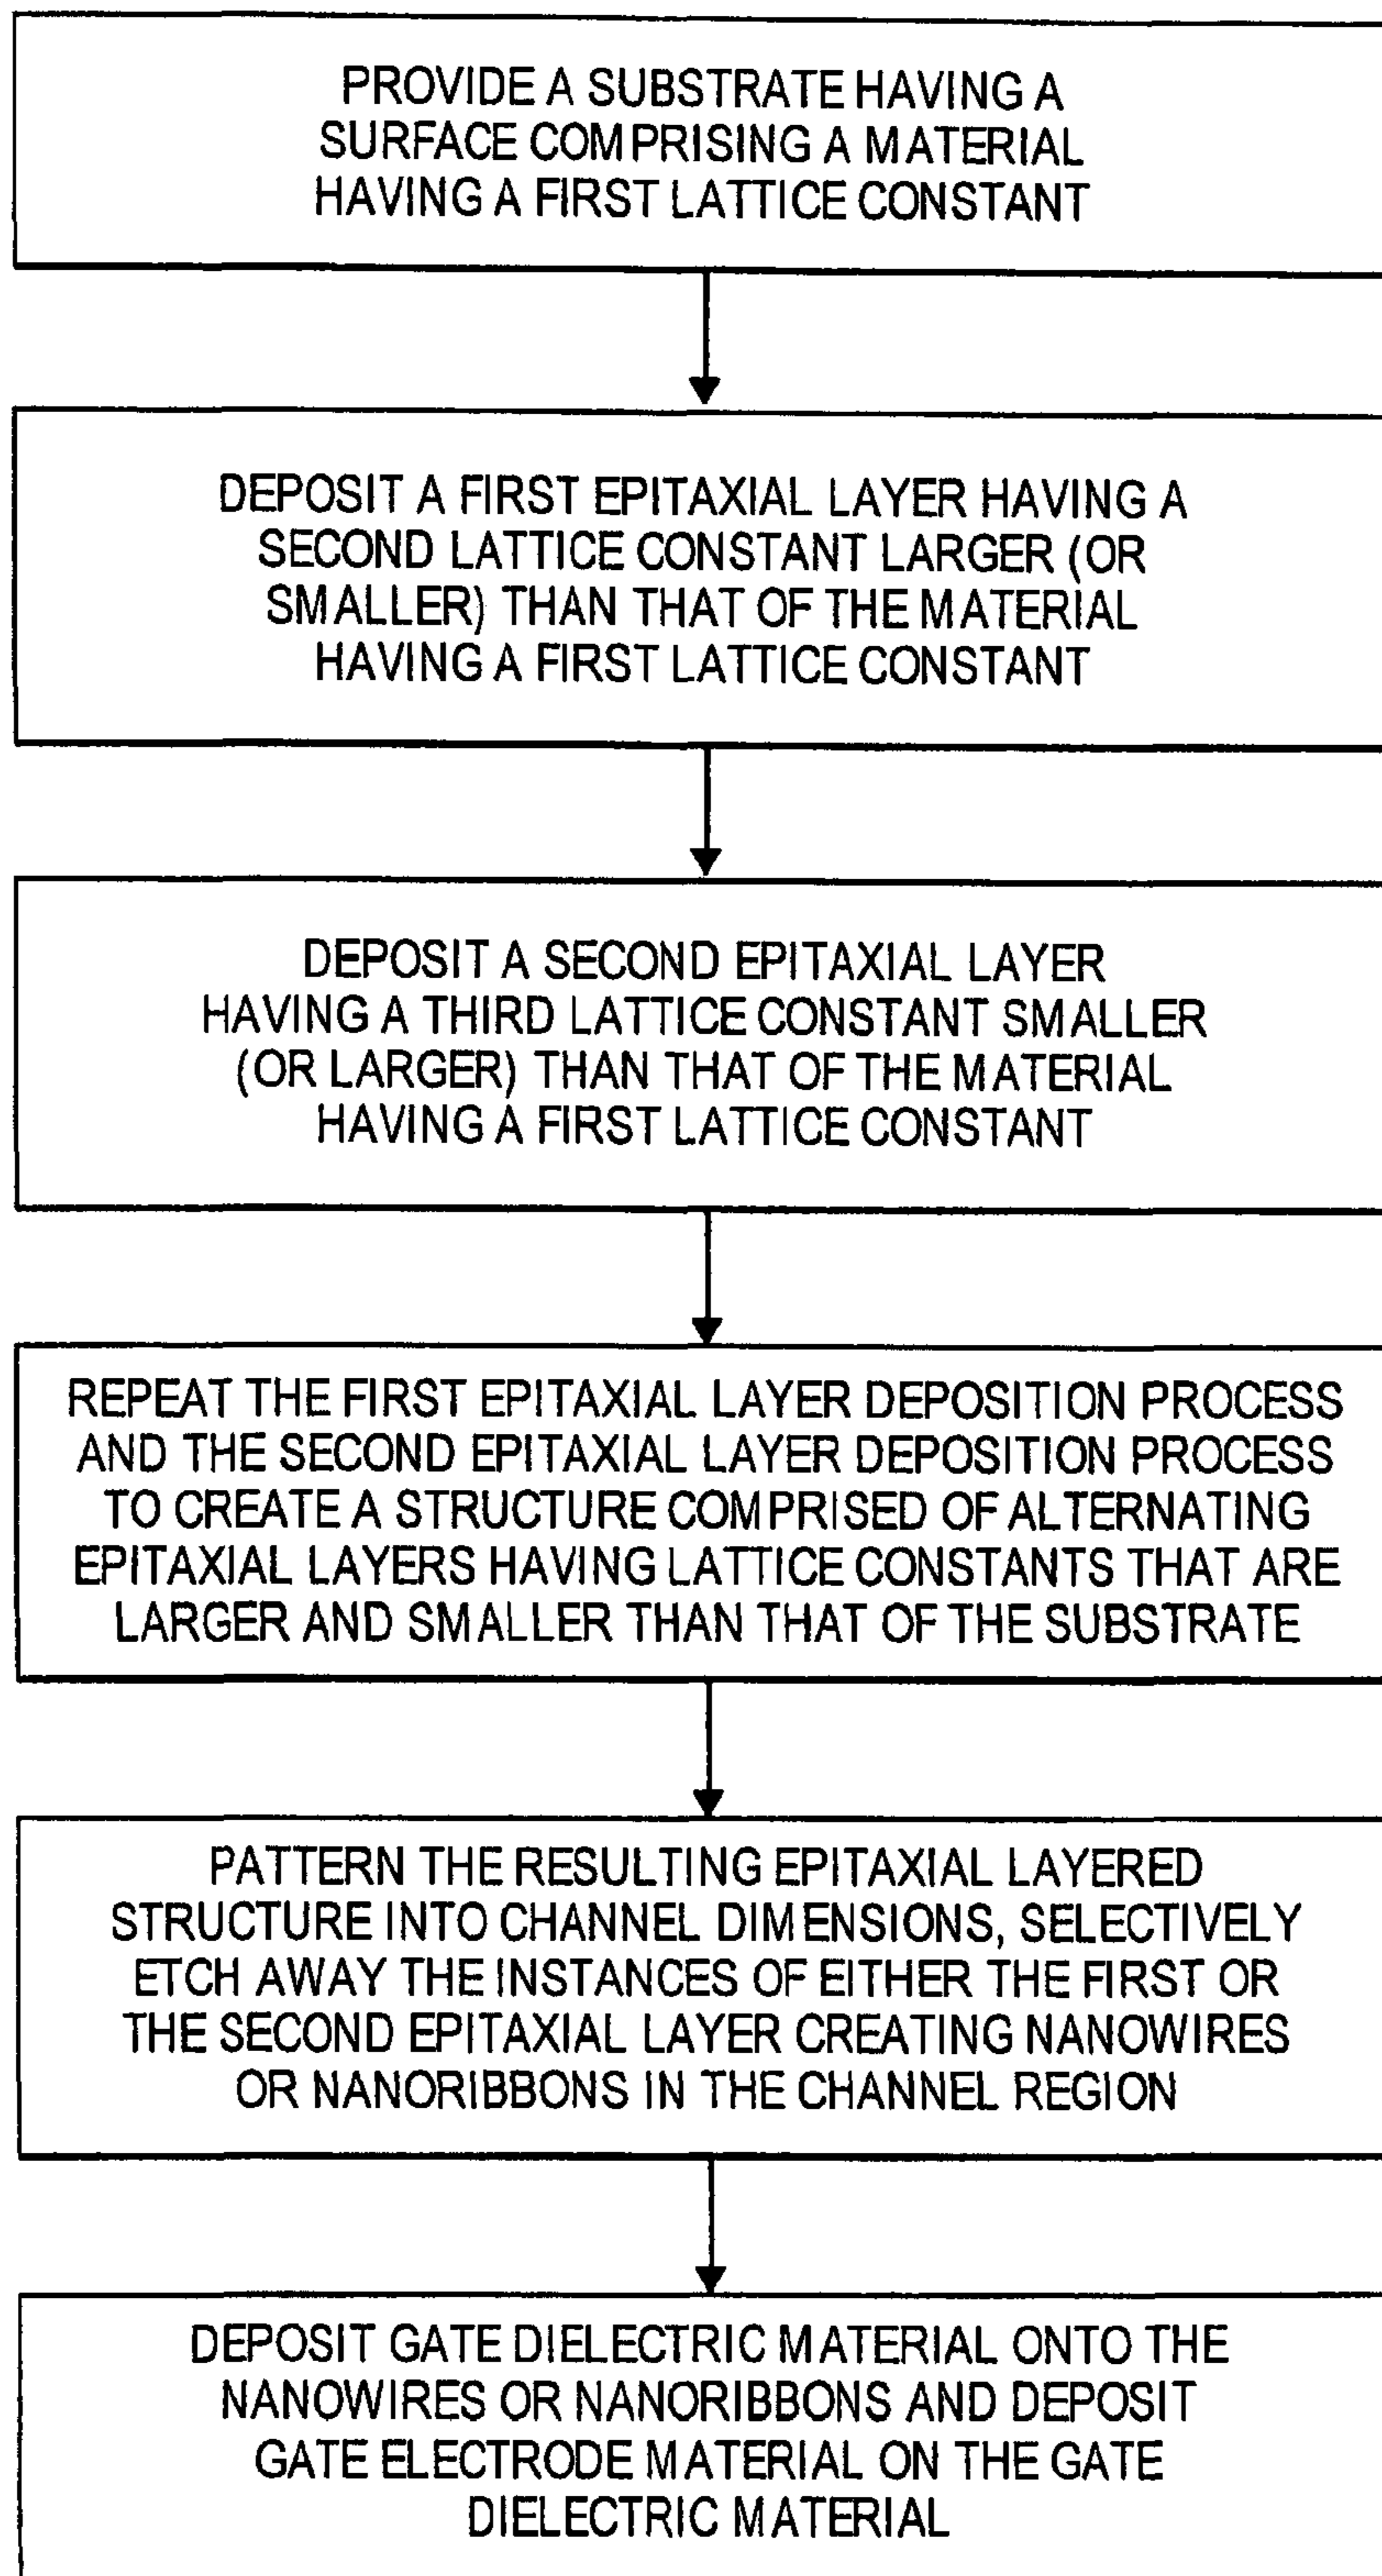 PROVIDE A SUBSTRATE HAVING A
SURFACE COMPRISING A MATERIAL
HAVING A FIRST LATTICE CONSTANT
DEPOSIT A FIRST EPITAXIAL LAYER HAVING A
SECOND LATTICE CONSTANT LARGER (OR
SMALLER) THAN THAT OF THE MATERIAL
HAVING A FIRST LATTICE CONSTANT
DEPOSIT A SECOND EPITAXIAL LAYER
HAVING A THIRD LATTICE CONSTANT SMALLER
(OR LARGER) THAN THAT OF THE MATERIAL
HAVING A FIRST LATTICE CONSTANT
REPEAT THE FIRST EPITAXIAL LAYER DEPOSITION PROCESS
AND THE SECOND EPITAXIAL LAYER DEPOSITION PROCESS
TO CREATE A STRUCTURE COMPRISED OF ALTERNATING
EPITAXIAL LAYERS HAVING LATTICE CONSTANTS THAT ARE
LARGER AND SMALLER THAN THAT OF THE SUBSTRATE
PATTERN THE RESULTING EPITAXIAL LAYERED
STRUCTURE INTO CHANNEL DIMENSIONS, SELECTIVELY
ETCH AWAY THE INSTANCES OF EITHER THE FIRST OR
THE SECOND EPITAXIAL LAYER CREATING NANOWIRES
OR NANORIBBONS IN THE CHANNEL REGION
DEPOSIT GATE DIELECTRIC MATERIAL ONTO THE
NANOWIRES OR NANORIBBONS AND DEPOSIT
GATE ELECTRODE MATERIAL ON THE GATE
DIELECTRIC MATERIAL